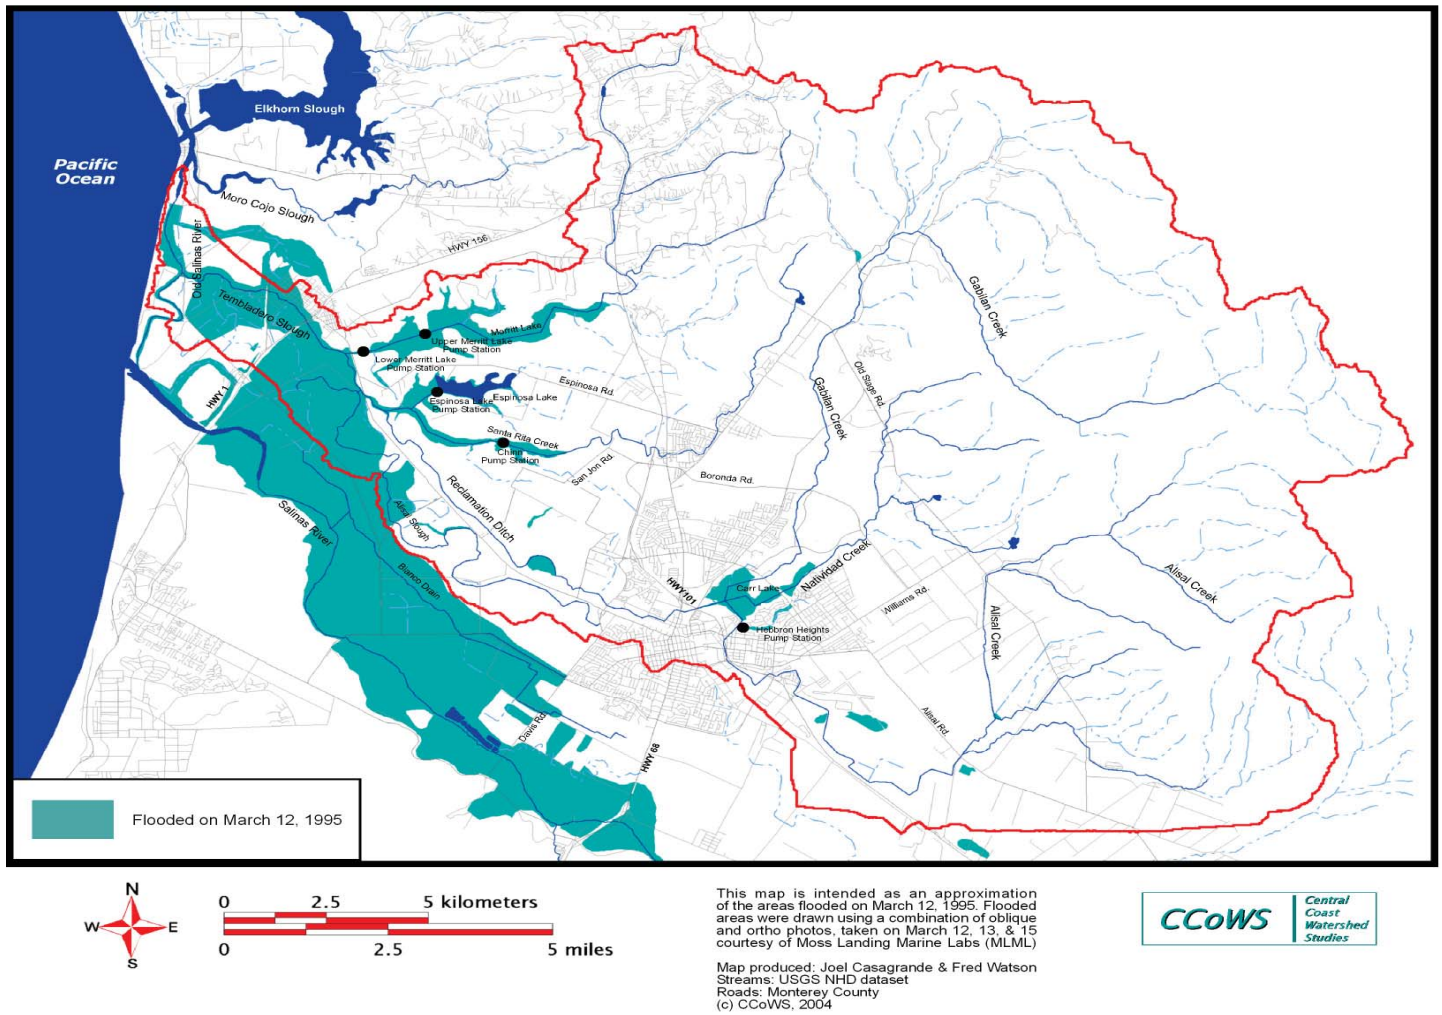 Elkhorn Slough
Pacific
Ocean
Moro Cojo Slough
HWY 156
Old Salinas River
Tembladero Slough
Gabilan Creek
Merritt Lake
Upper Merritt Lake
Pump Station
Lower Merritt Lake
Pump Station
Old Stage Rd.
HWY 1
Espinosa Rd.
Espinosa Lake
Espinosa Lake
Pump Station
Gabilan Creek
Santa Rita Creek
Chinn
Pump Station
San Jon Rd.
Boronda Rd.
Reclamation Ditch
Salinas River
Alisal Slough
Blanco Drain
Natividad Creek
HWY101
Carr Lake
Williams Rd.
Alisal Creek
Alisal Creek
Hebbron Heights
Pump Station
Davis Rd.
Alisal Rd.
HWY 68
Flooded on March 12, 1995
N
W
E
S
0 2.5 5 kilometers
0 2.5 5 miles
This map is intended as an approximation
of the areas flooded on March 12, 1995. Flooded
areas were drawn using a combination of oblique
and ortho photos, taken on March 12, 13, & 15
courtesy of Moss Landing Marine Labs (MLML)
Map produced: Joel Casagrande & Fred Watson
Streams: USGS NHD dataset
Roads: Monterey County
(c) CCoWS, 2004
CCoWS
Central
Coast
Watershed
Studies